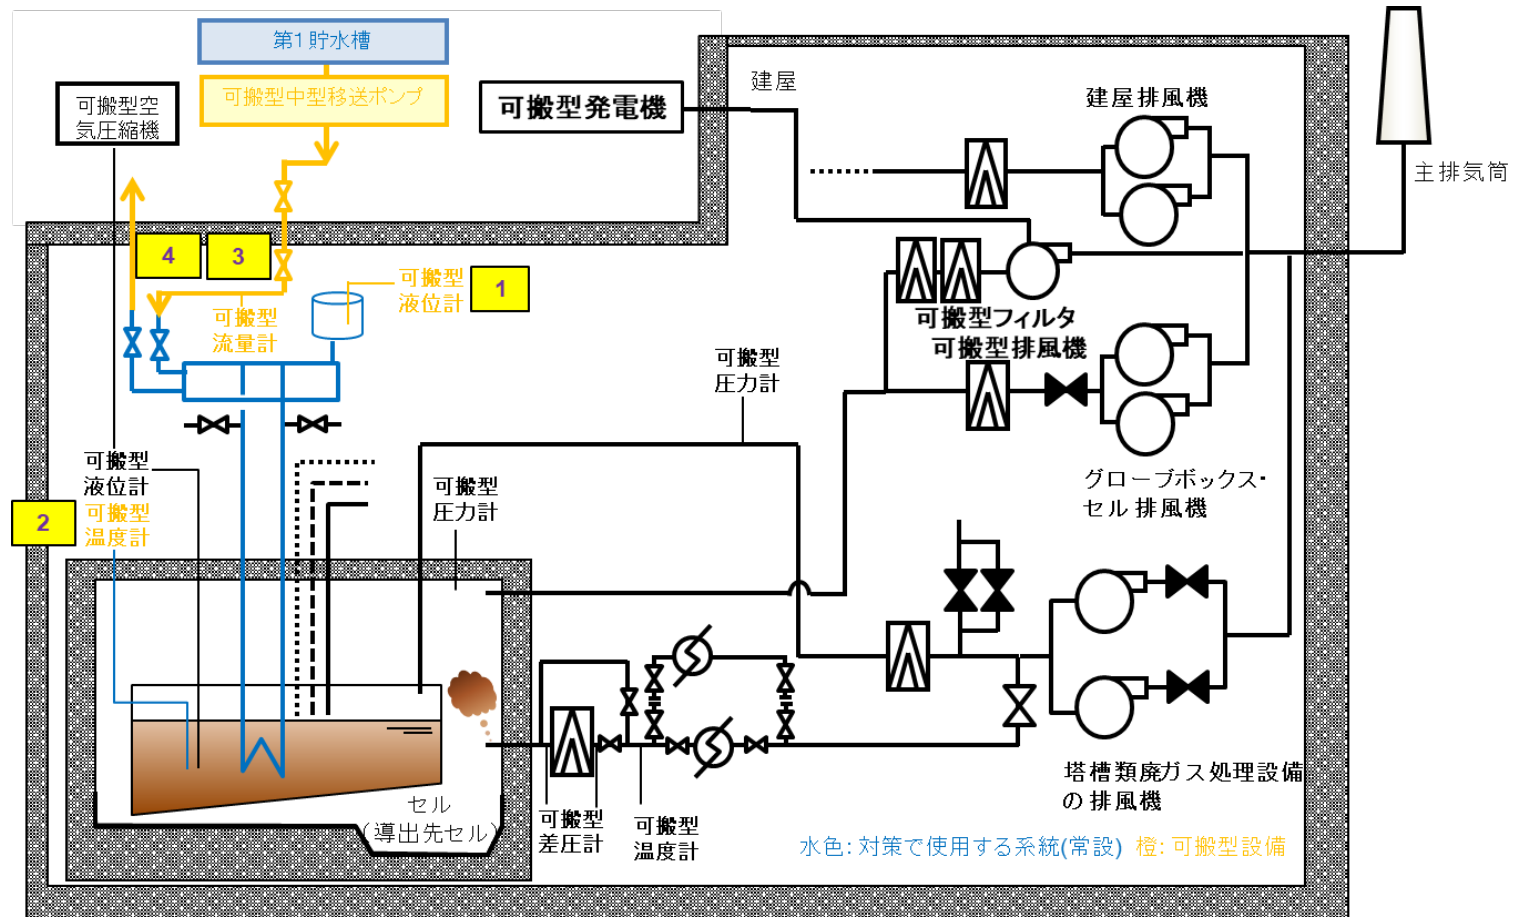 第1貯水槽
可搬型中型移送ポンプ
可搬型空
気圧縮機
可搬型発電機
建屋
建屋排風機
主排気筒
4
3
可搬型
液位計
1
可搬型
流量計
可搬型フィルタ
可搬型排風機
可搬型
圧力計
可搬型
液位計
2
可搬型
温度計
可搬型
圧力計
グローブボックス・
セル排風機
セル
(導出先セル)
可搬型
差圧計
可搬型
温度計
塔槽類廃ガス処理設備
の排風機
水色:対策で使用する系統(常設) 橙:可搬型設備